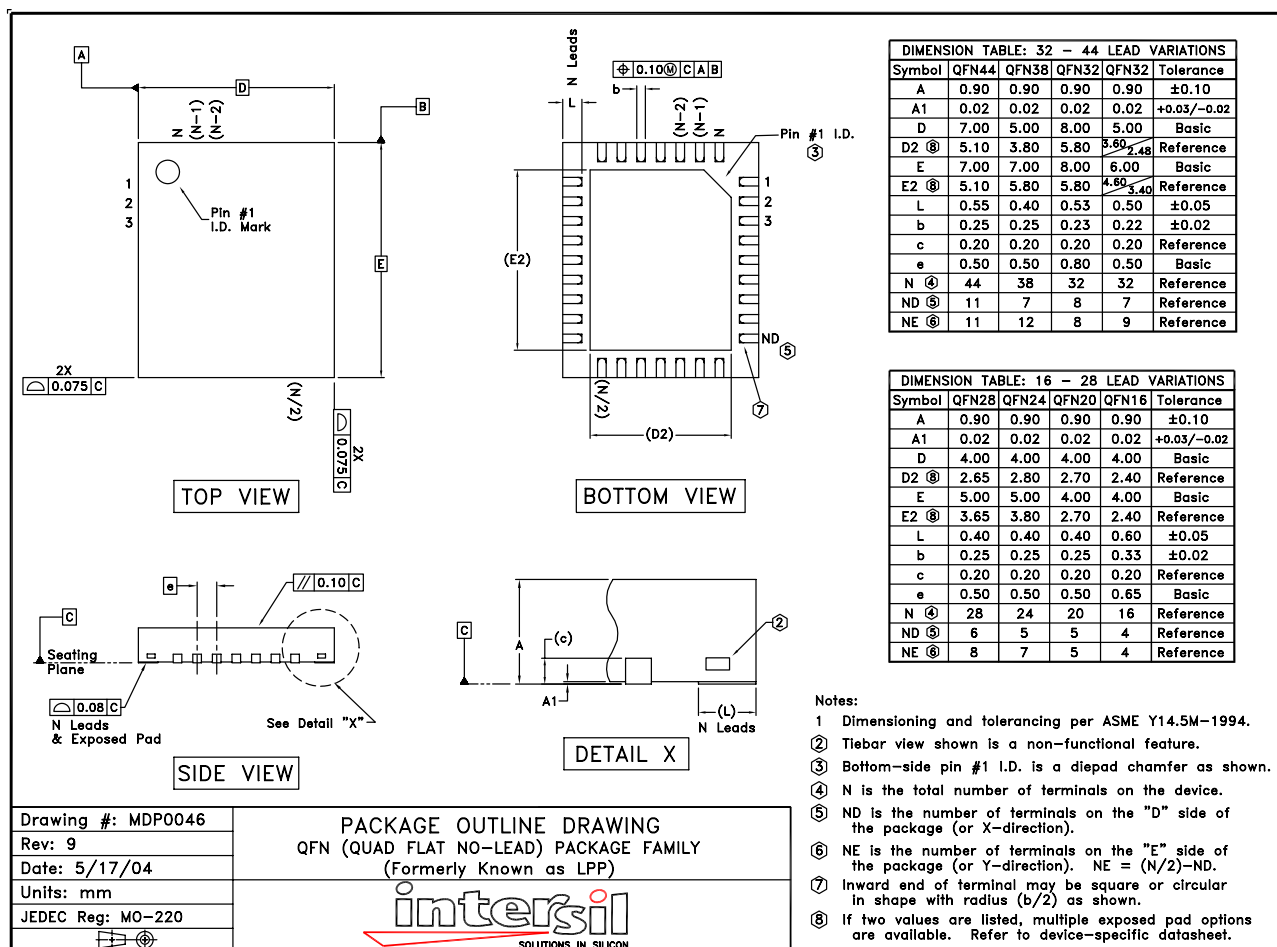 A
D
B
N
(N-1)
(N-2)
1
2
3
Pin #1
I.D. Mark
E
2X
0.075 C
(N/2)
2X
0.075 C
TOP VIEW
N Leads
L
0.10Ⓜ C A B
b
(N-2)
(N-1)
N
Pin #1 I.D.
3
1
2
3
(E2)
ND
5
(N/2)
7
(D2)
BOTTOM VIEW
DIMENSION TABLE: 32 - 44 LEAD VARIATIONS
Symbol QFN44 QFN38 QFN32 QFN32 Tolerance
A 0.90 0.90 0.90 0.90 ±0.10
A1 0.02 0.02 0.02 0.02 +0.03/-0.02
D 7.00 5.00 8.00 5.00 Basic
D2 ⑧ 5.10 3.80 5.80 3.60/2.48 Reference
E 7.00 7.00 8.00 6.00 Basic
E2 ⑧ 5.10 5.80 5.80 4.60/3.40 Reference
L 0.55 0.40 0.53 0.50 ±0.05
b 0.25 0.25 0.23 0.22 ±0.02
c 0.20 0.20 0.20 0.20 Reference
e 0.50 0.50 0.80 0.50 Basic
N ④ 44 38 32 32 Reference
ND ⑤ 11 7 8 7 Reference
NE ⑥ 11 12 8 9 Reference
DIMENSION TABLE: 16 - 28 LEAD VARIATIONS
Symbol QFN28 QFN24 QFN20 QFN16 Tolerance
A 0.90 0.90 0.90 0.90 ±0.10
A1 0.02 0.02 0.02 0.02 +0.03/-0.02
D 4.00 4.00 4.00 4.00 Basic
D2 ⑧ 2.65 2.80 2.70 2.40 Reference
E 5.00 5.00 4.00 4.00 Basic
E2 ⑧ 3.65 3.80 2.70 2.40 Reference
L 0.40 0.40 0.40 0.60 ±0.05
b 0.25 0.25 0.25 0.33 ±0.02
c 0.20 0.20 0.20 0.20 Reference
e 0.50 0.50 0.50 0.65 Basic
N ④ 28 24 20 16 Reference
ND ⑤ 6 5 5 4 Reference
NE ⑥ 8 7 5 4 Reference
e
// 0.10 C
C
Seating
Plane
0.08 C
N Leads
& Exposed Pad
See Detail "X"
SIDE VIEW
C
A
(c)
2
A1
(L)
N Leads
DETAIL X
Notes:
1 Dimensioning and tolerancing per ASME Y14.5M-1994.
② Tiebar view shown is a non-functional feature.
③ Bottom-side pin #1 I.D. is a diepad chamfer as shown.
④ N is the total number of terminals on the device.
⑤ ND is the number of terminals on the "D" side of
the package (or X-direction).
⑥ NE is the number of terminals on the "E" side of
the package (or Y-direction). NE = (N/2)-ND.
⑦ Inward end of terminal may be square or circular
in shape with radius (b/2) as shown.
⑧ If two values are listed, multiple exposed pad options
are available. Refer to device-specific datasheet.
Drawing #: MDP0046
Rev: 9
Date: 5/17/04
Units: mm
JEDEC Reg: MO-220
PACKAGE OUTLINE DRAWING
QFN (QUAD FLAT NO-LEAD) PACKAGE FAMILY
(Formerly Known as LPP)
intersil
SOLUTIONS IN SILICON